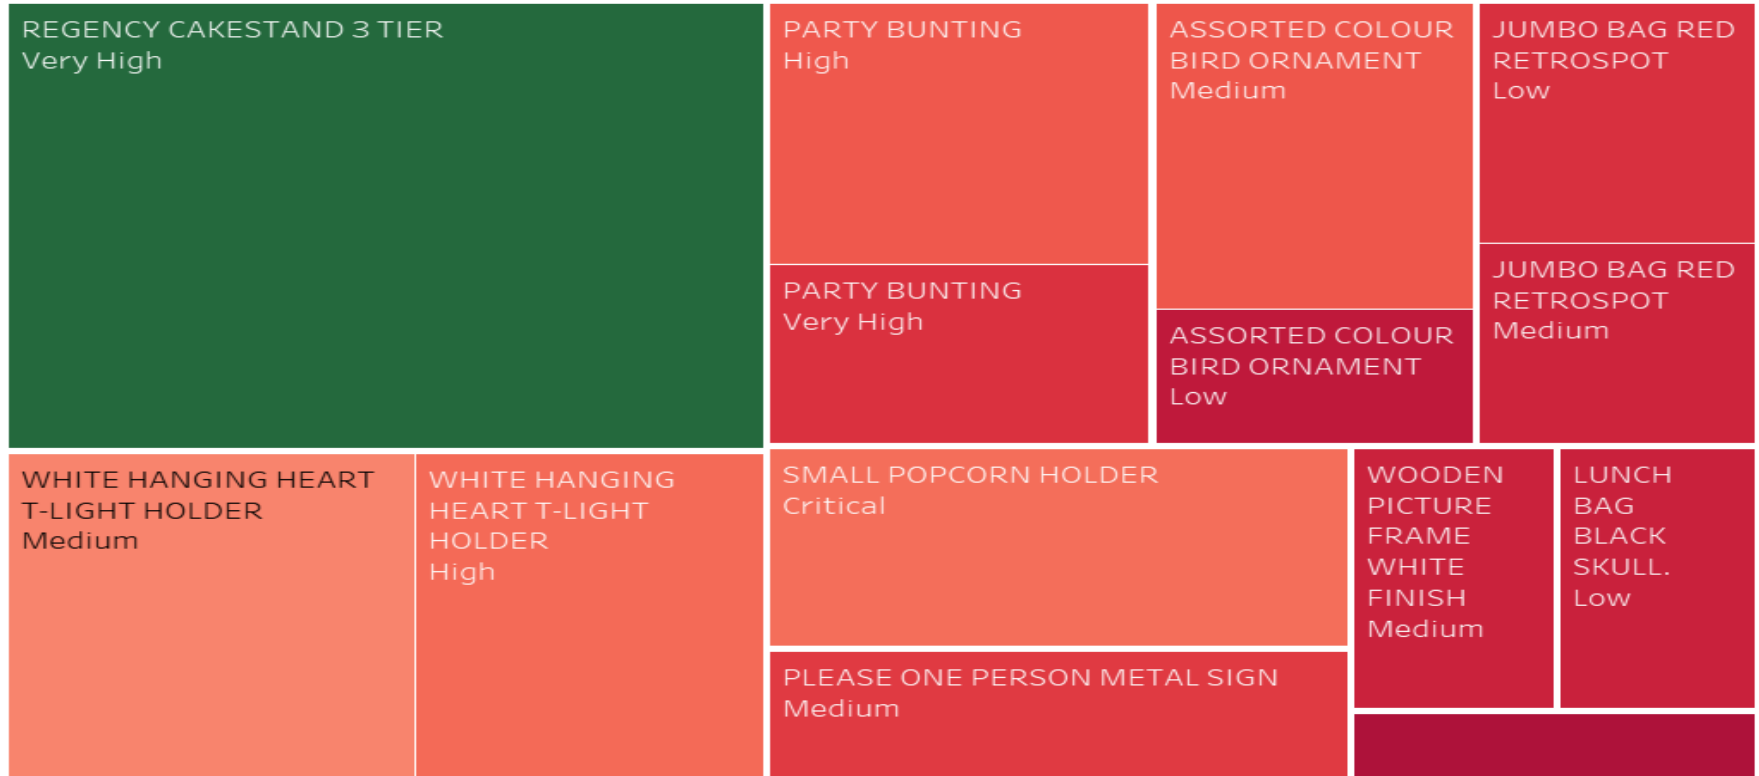 REGENCY CAKESTAND 3 TIER
Very High
PARTY BUNTING
High
ASSORTED COLOUR
BIRD ORNAMENT
Medium
JUMBO BAG RED
RETROSPOT
Low
PARTY BUNTING
Very High
ASSORTED COLOUR
BIRD ORNAMENT
Low
JUMBO BAG RED
RETROSPOT
Medium
WHITE HANGING HEART
T-LIGHT HOLDER
Medium
WHITE HANGING
HEART T-LIGHT
HOLDER
High
SMALL POPCORN HOLDER
Critical
PLEASE ONE PERSON METAL SIGN
Medium
WOODEN
PICTURE
FRAME
WHITE
FINISH
Medium
LUNCH
BAG
BLACK
SKULL.
Low